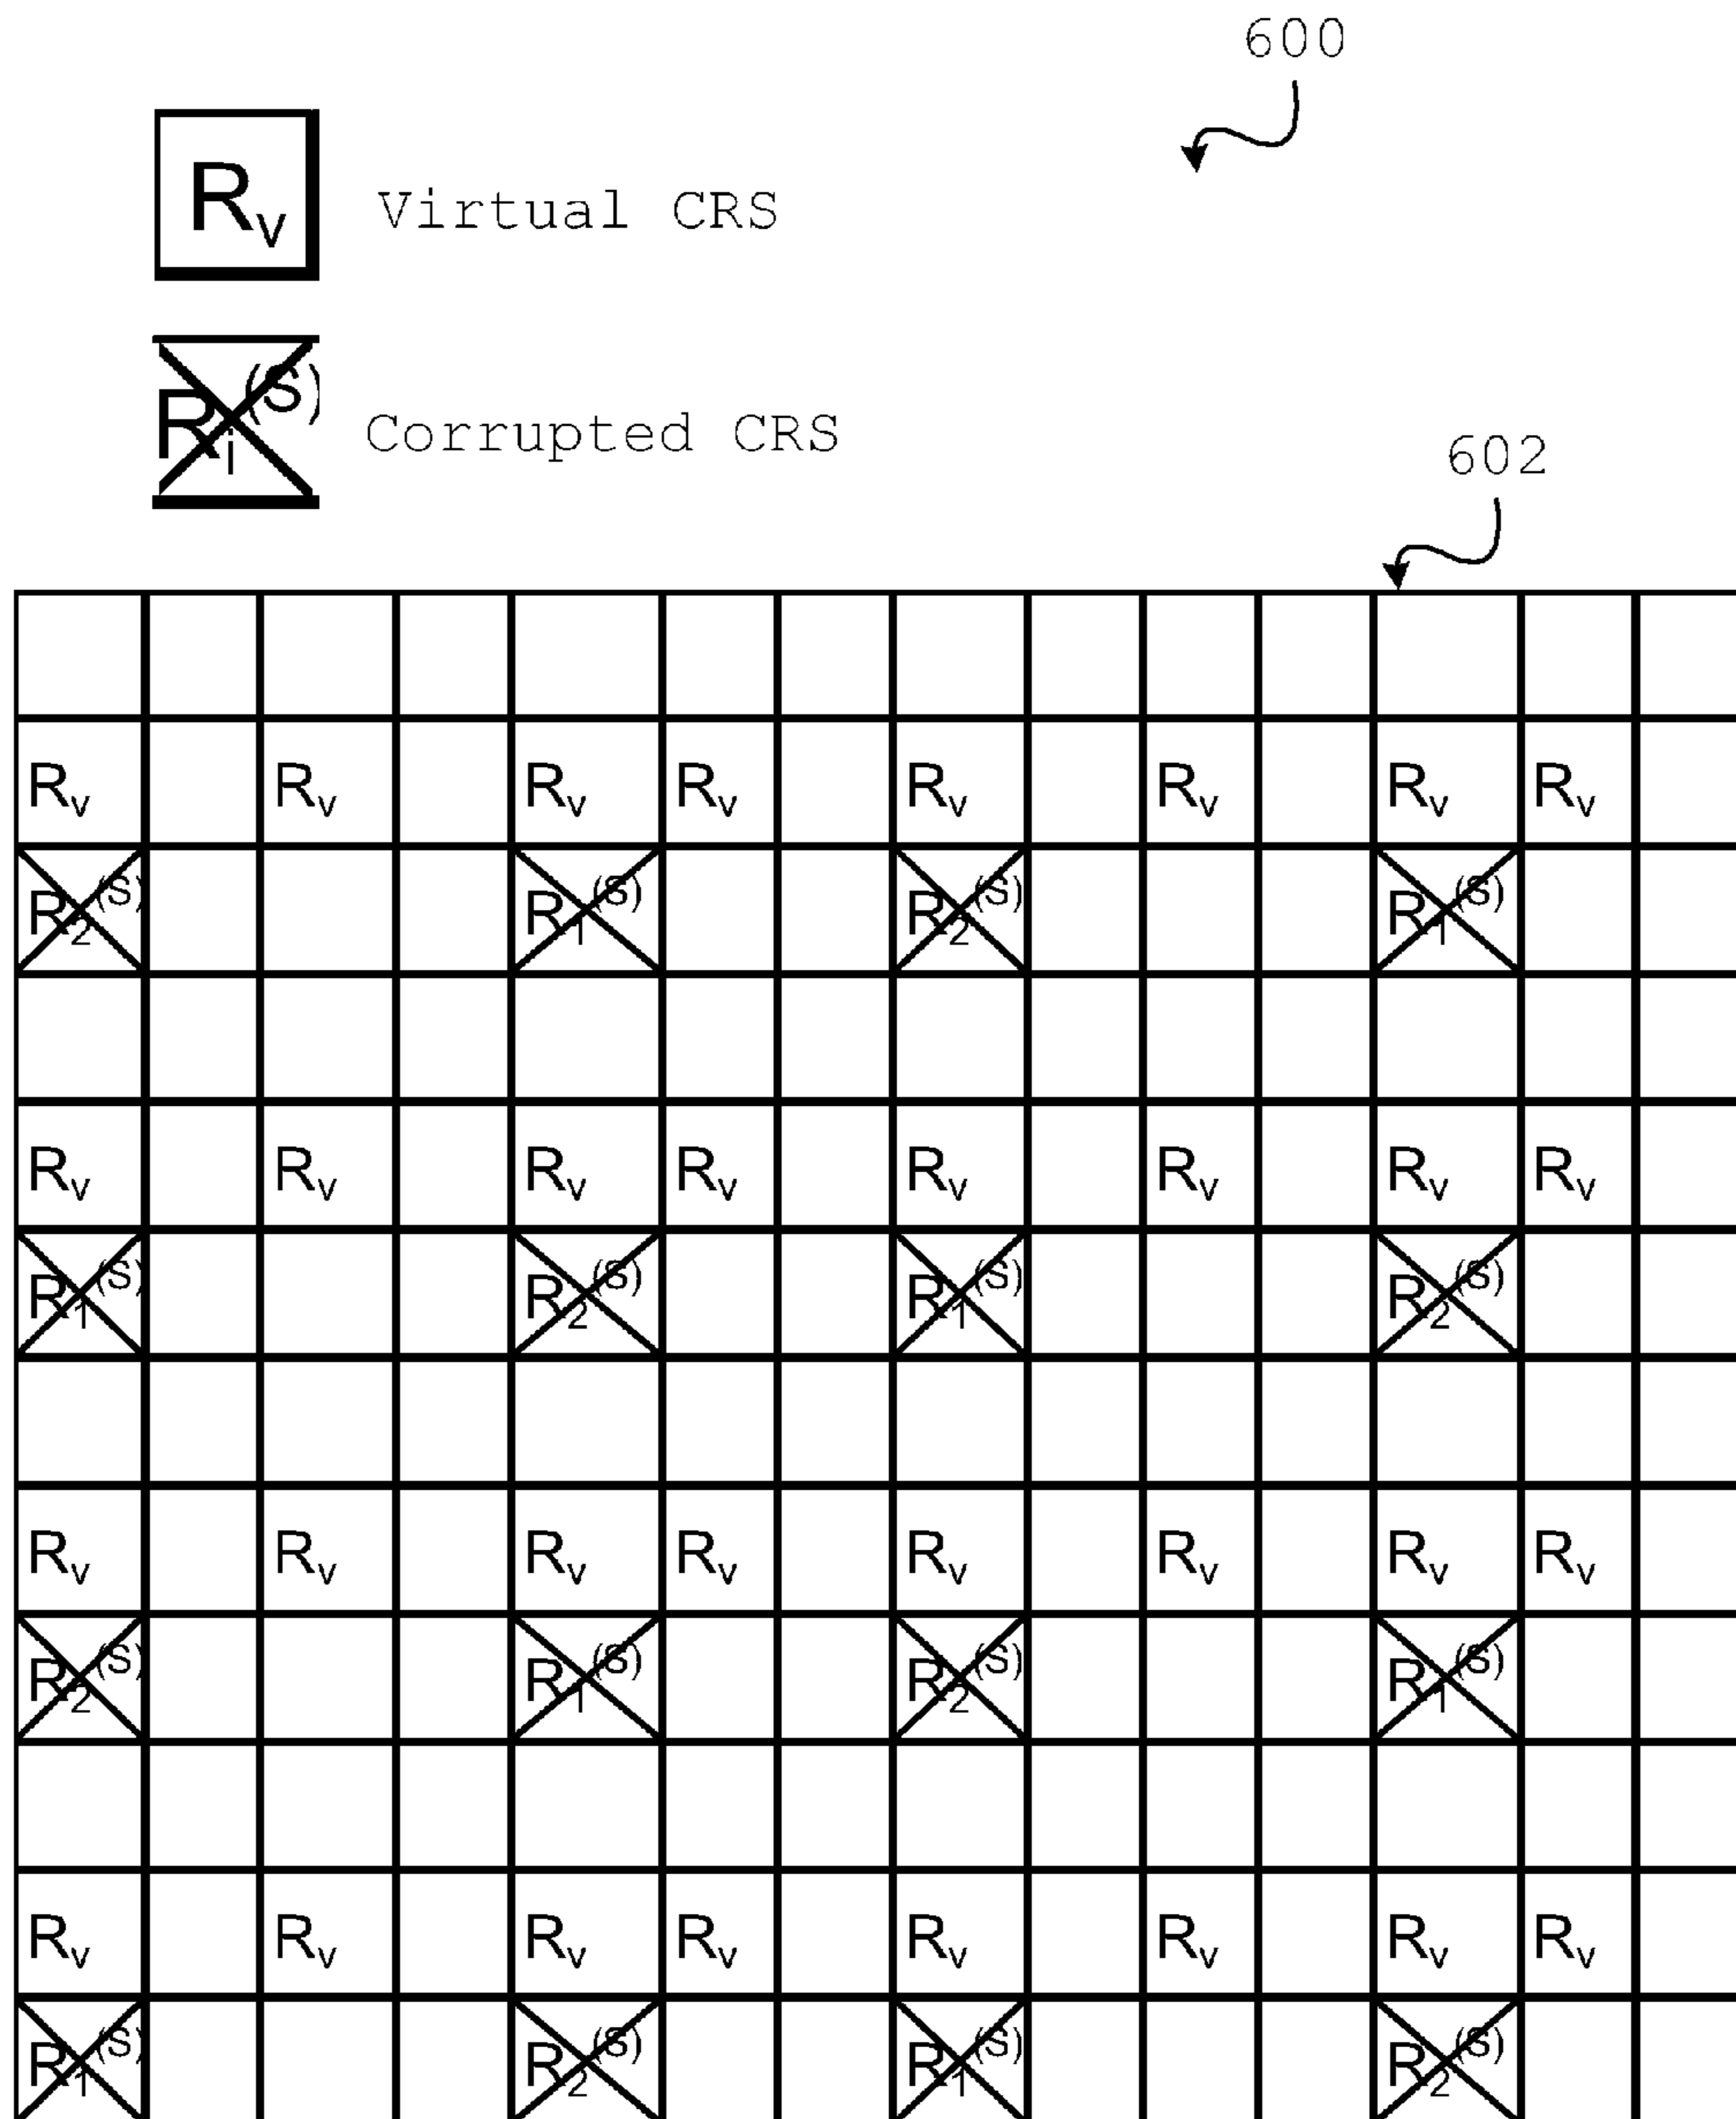 600
Rv Virtual CRS
Ri(S) Corrupted CRS
602
Rv Rv Rv Rv Rv Rv Rv Rv
R2(S) R1(S) R2(S) R1(S)
Rv Rv Rv Rv Rv Rv Rv Rv
R1(S) R2(S) R1(S) R2(S)
Rv Rv Rv Rv Rv Rv Rv Rv
R2(S) R1(S) R2(S) R1(S)
Rv Rv Rv Rv Rv Rv Rv Rv
R1(S) R2(S) R1(S) R2(S)